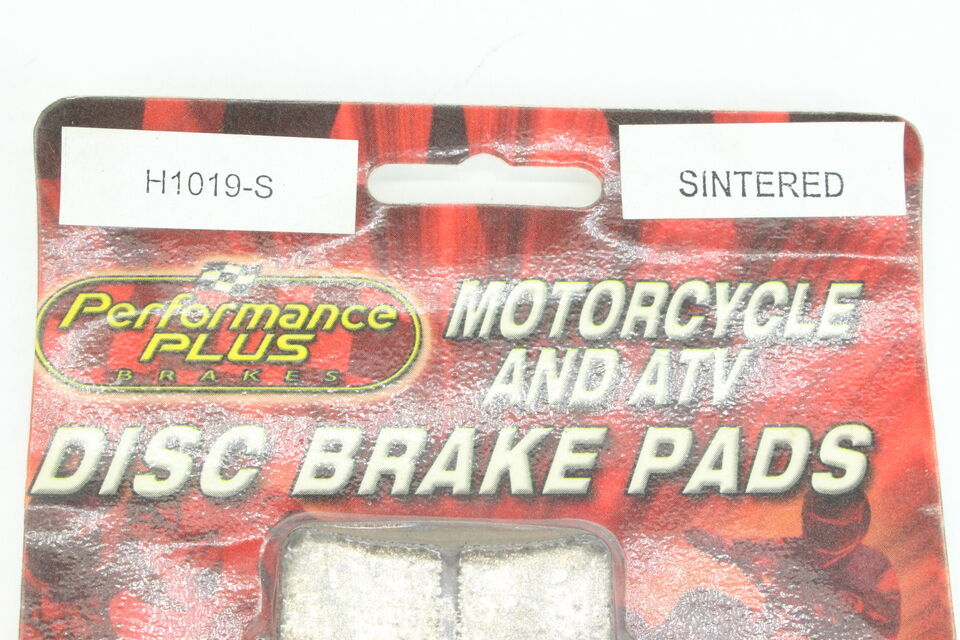 H1019-S
SINTERED
Performance
PLUS
BRAKES
MOTORCYCLE
AND ATV
DISC BRAKE PADS